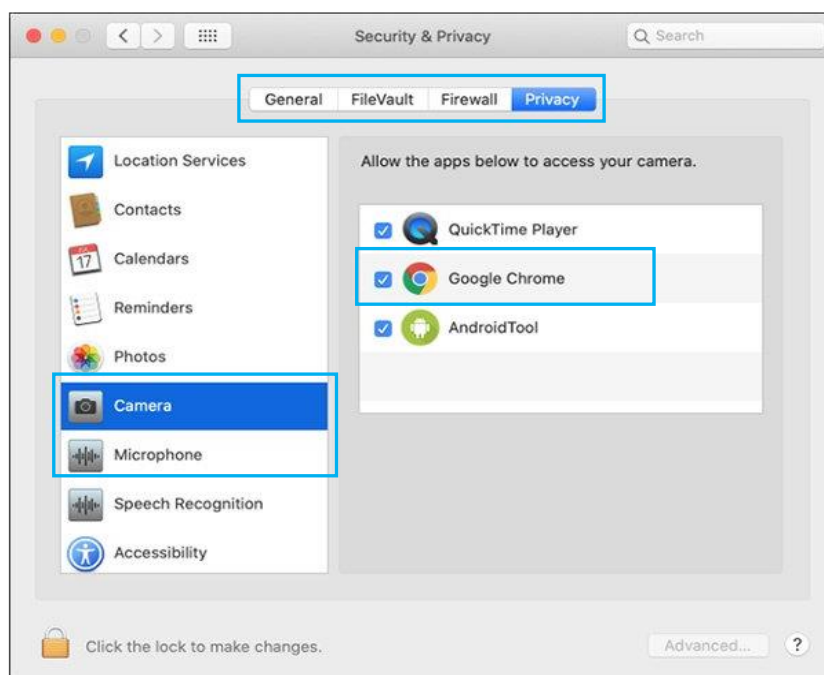 Security & Privacy
Search
General
FileVault
Firewall
Privacy
Location Services
Contacts
17
Calendars
Reminders
Photos
Camera
Microphone
Speech Recognition
Accessibility
Allow the apps below to access your camera.
QuickTime Player
Google Chrome
AndroidTool
Click the lock to make changes.
Advanced...
?